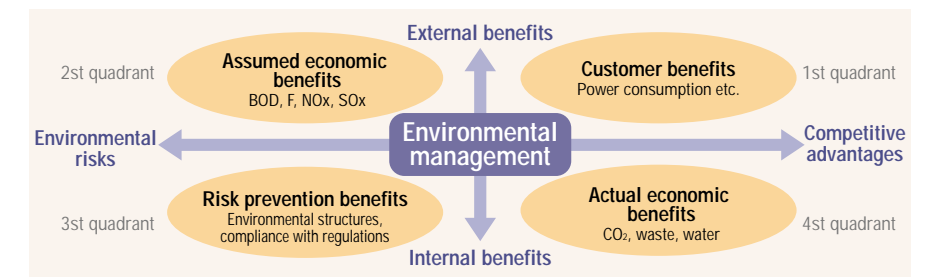 External benefits
2st quadrant
Assumed economic
benefits
BOD, F, NOx, SOx
Customer benefits
Power consumption etc.
1st quadrant
Environmental
risks
Environmental
management
Competitive
advantages
3st quadrant
Risk prevention benefits
Environmental structures,
compliance with regulations
Actual economic
benefits
CO₂, waste, water
4st quadrant
Internal benefits